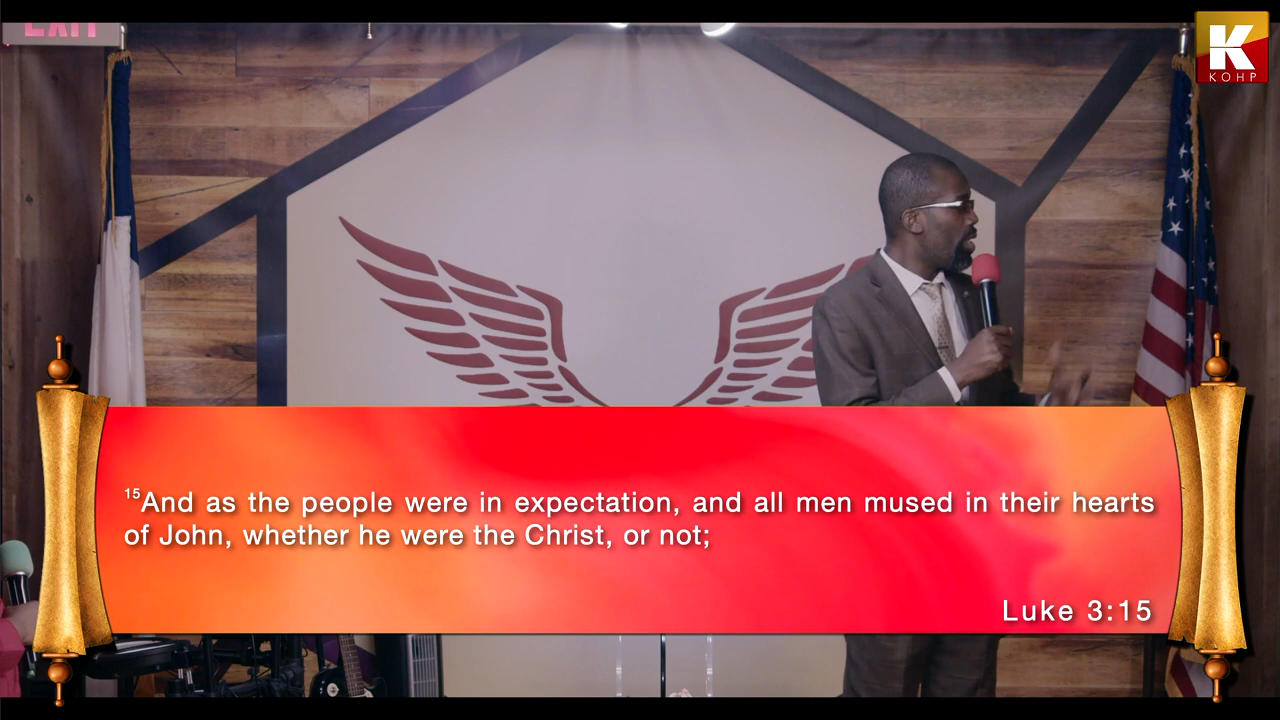 EXIT
K
KOHP
15And as the people were in expectation, and all men mused in their hearts
of John, whether he were the Christ, or not;
Luke 3:15